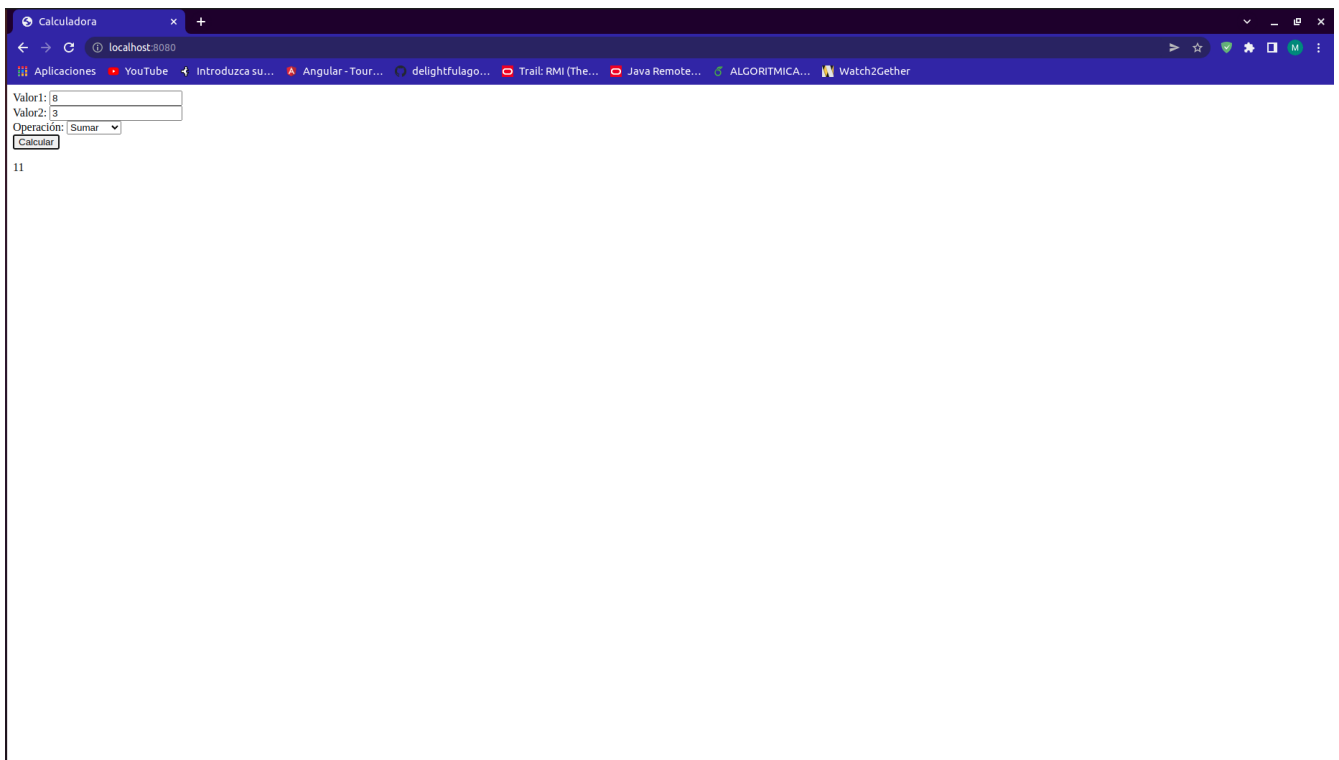 Calculadora
localhost:8080
M
Aplicaciones YouTube Introduzca su... Angular - Tour... delightfulago... Trail: RMI (The... Java Remote... ALGORITMICA... Watch2Gether
Valor1: 8
Valor2: 3
Operación: Sumar
Calcular
11